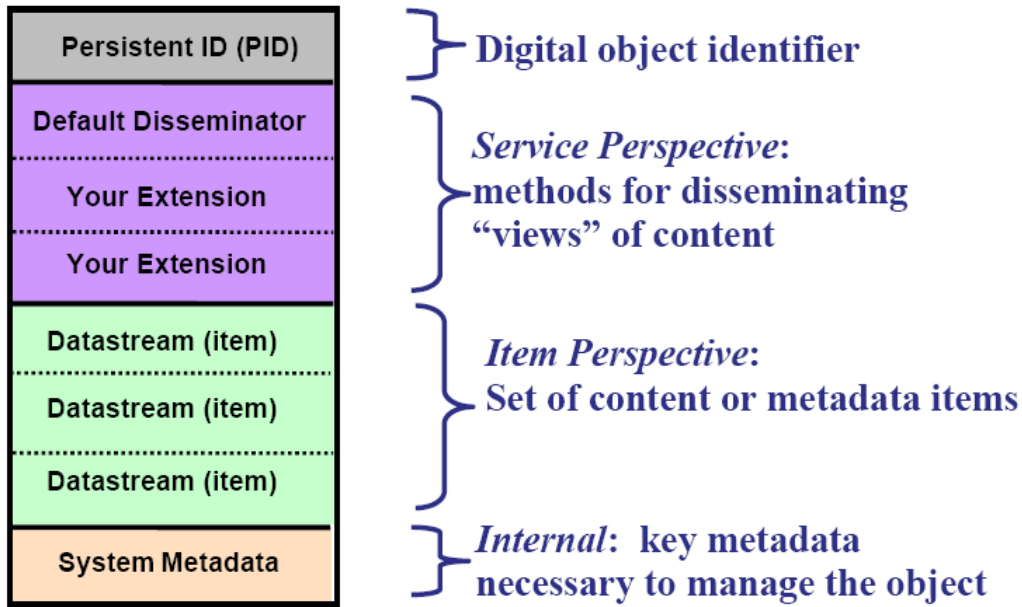 Persistent ID (PID)
Digital object identifier
Default Disseminator
Your Extension
Your Extension
Service Perspective:
methods for disseminating
“views” of content
Datastream (item)
Datastream (item)
Datastream (item)
Item Perspective:
Set of content or metadata items
System Metadata
Internal: key metadata
necessary to manage the object